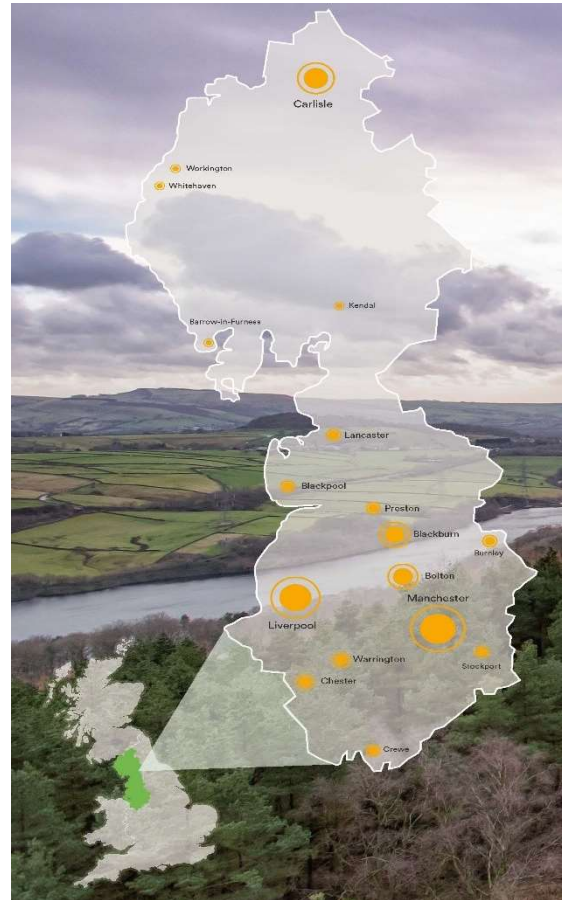 Carlisle
Workington
Whitehaven
Kendal
Barrow-in-Furness
Lancaster
Blackpool
Preston
Blackburn
Burnley
Bolton
Manchester
Liverpool
Warrington
Stockport
Chester
Crewe